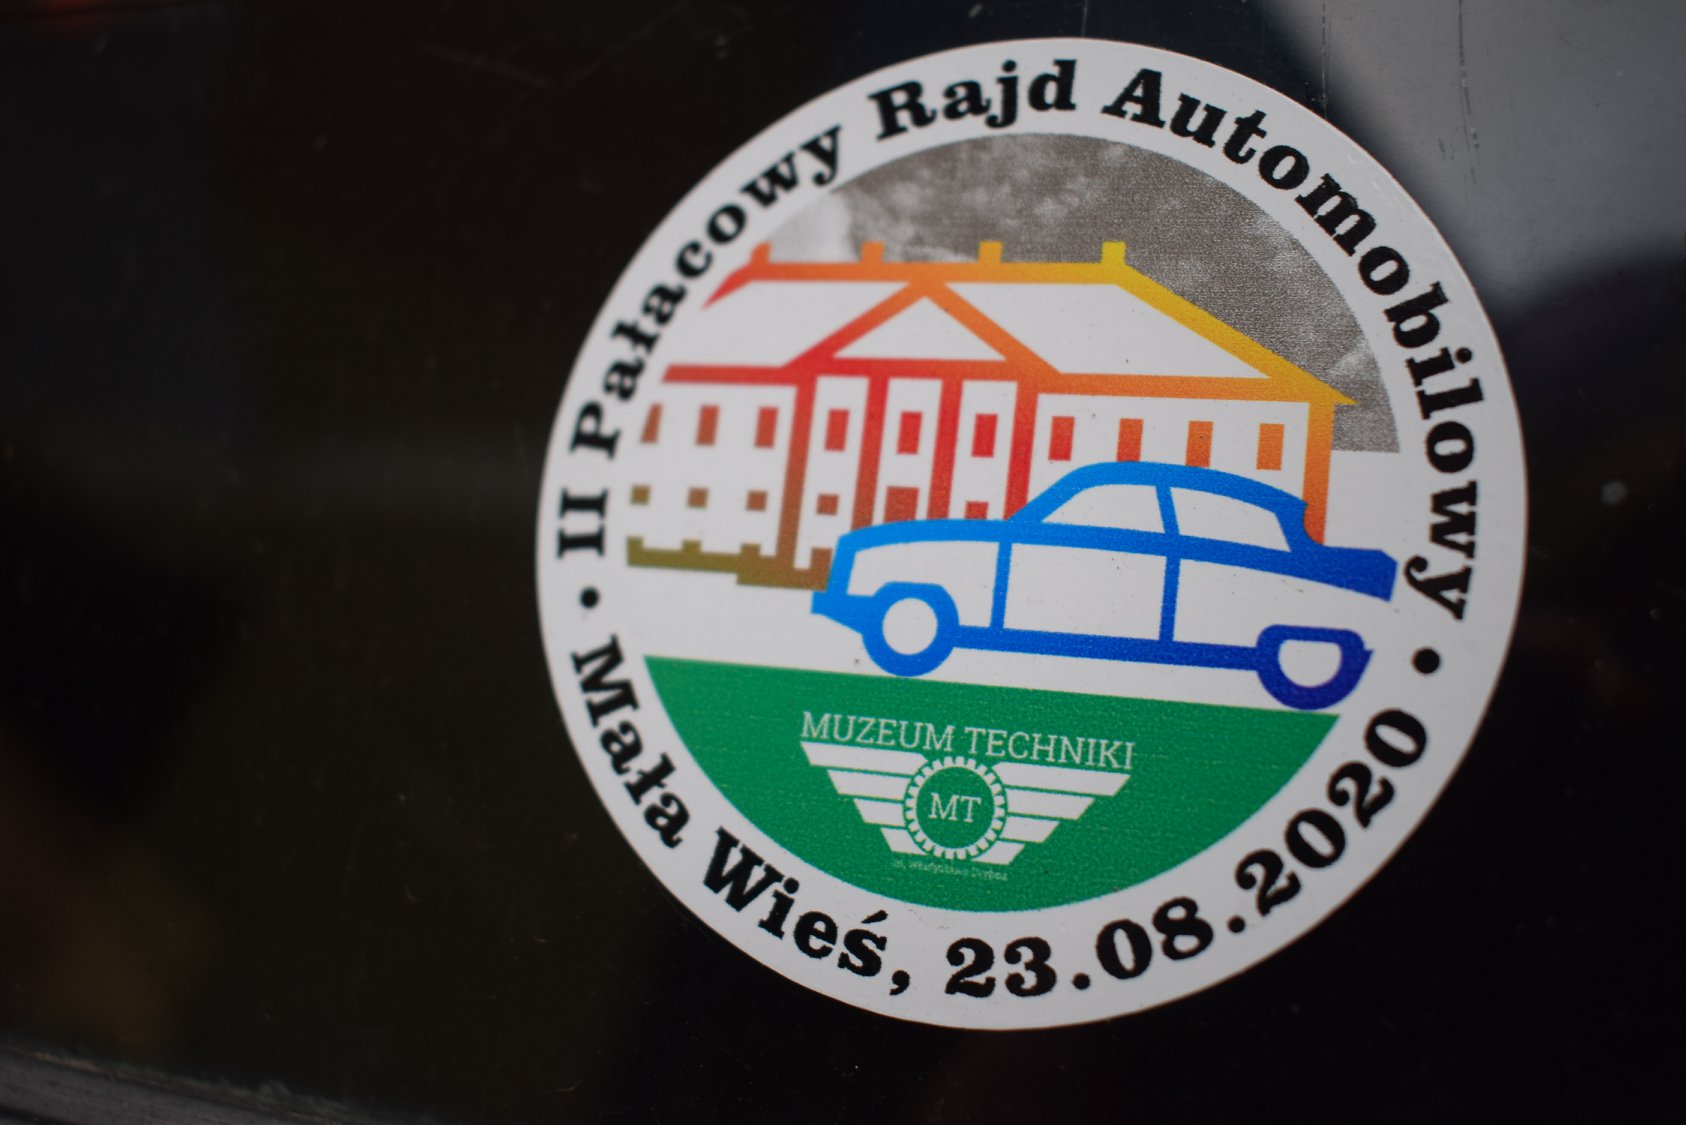 • II Pałacowy Rajd Automobilowy •
Mała Wieś, 23.08.2020
MUZEUM TECHNIKI
MT